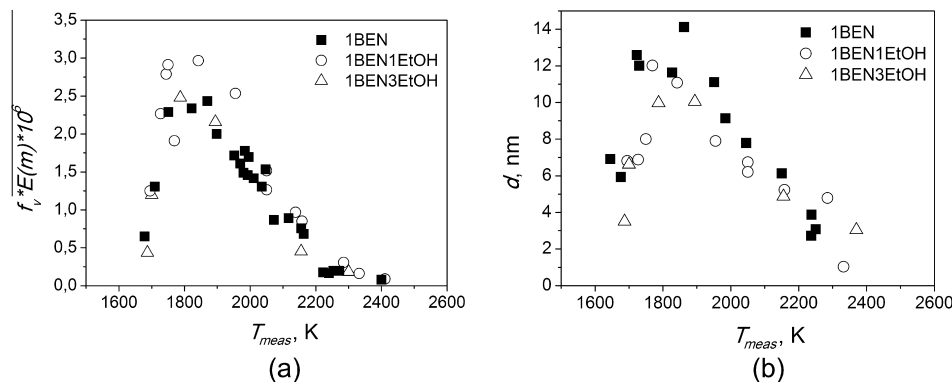 3,5
3,0
2,5
2,0
1,5
1,0
0,5
0,0
f_v*E(m)*10^6
1BEN
1BEN1EtOH
1BEN3EtOH
1600 1800 2000 2200 2400 2600
T_meas, K
(a)
14
12
10
8
6
4
2
0
d, nm
1BEN
1BEN1EtOH
1BEN3EtOH
1600 1800 2000 2200 2400 2600
T_meas, K
(b)